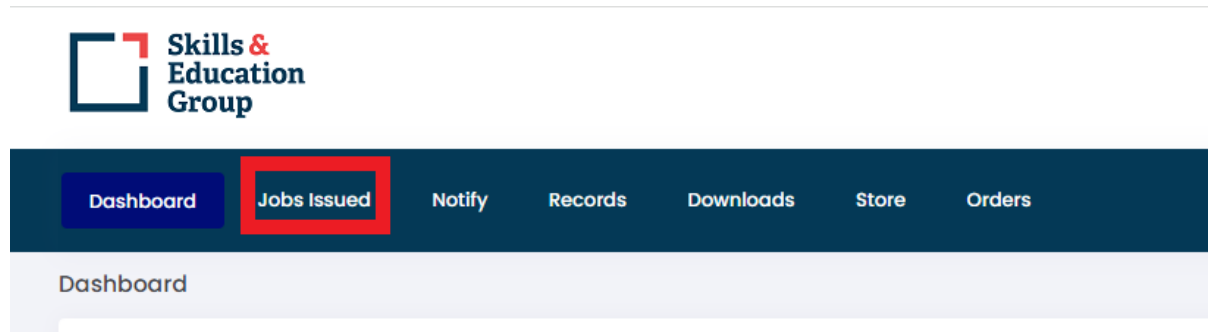 Skills &
Education
Group
Dashboard Jobs Issued Notify Records Downloads Store Orders
Dashboard